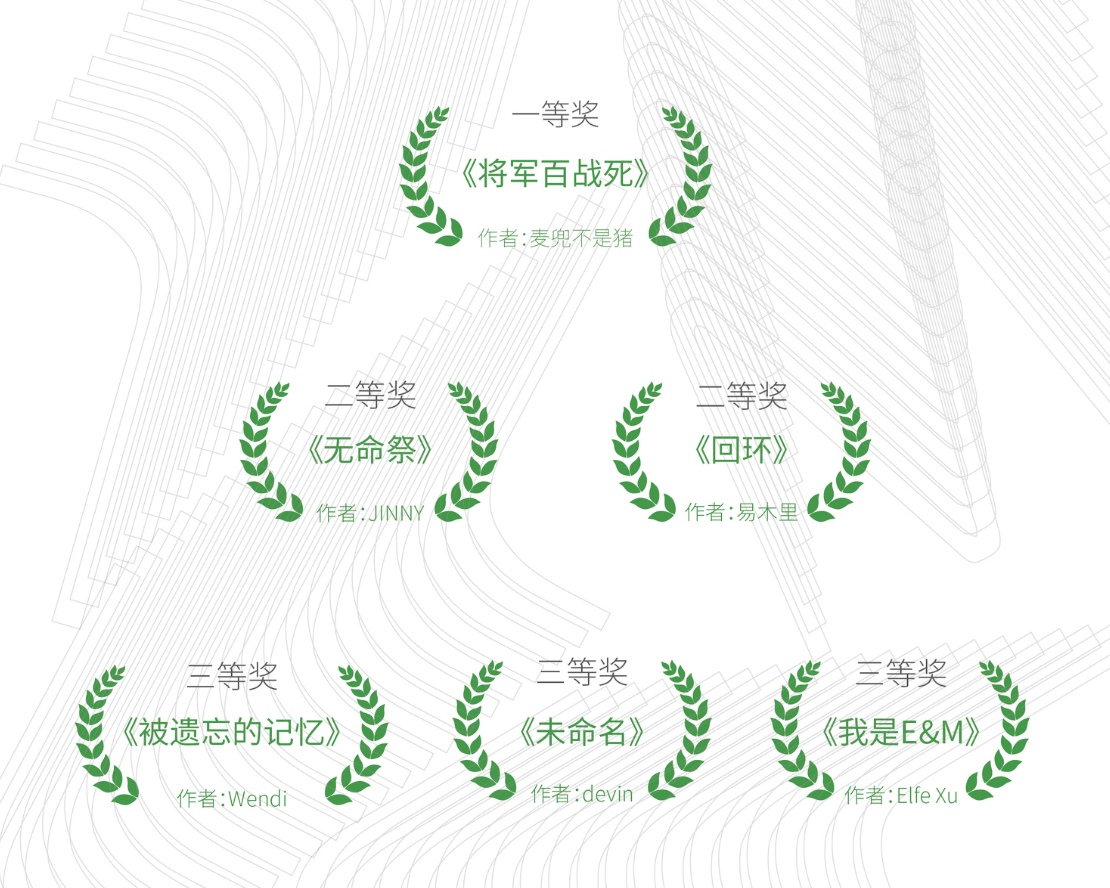 一等奖
《将军百战死》
作者:麦兜不是猪
二等奖
《无命祭》
作者:JINNY
二等奖
《回环》
作者:易木里
三等奖
《被遗忘的记忆》
作者:Wendi
三等奖
《未命名》
作者:devin
三等奖
《我是E&M》
作者:Elfe Xu